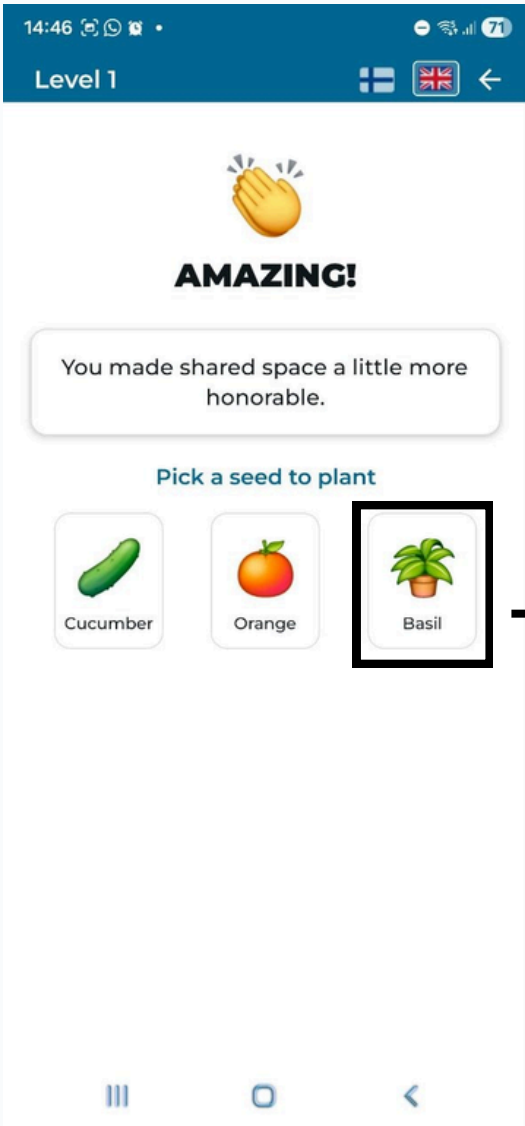 14:46 71
Level 1
AMAZING!
You made shared space a little more
honorable.
Pick a seed to plant
Cucumber Orange Basil